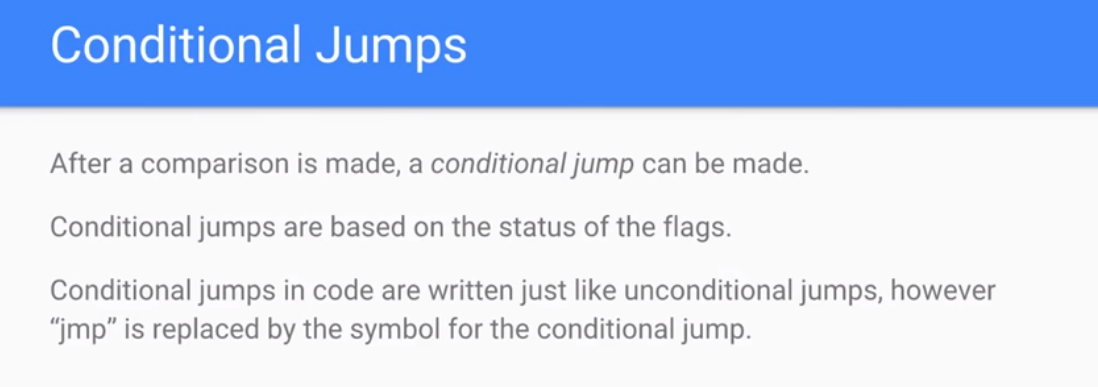 Conditional Jumps
After a comparison is made, a conditional jump can be made.
Conditional jumps are based on the status of the flags.
Conditional jumps in code are written just like unconditional jumps, however
“jmp” is replaced by the symbol for the conditional jump.